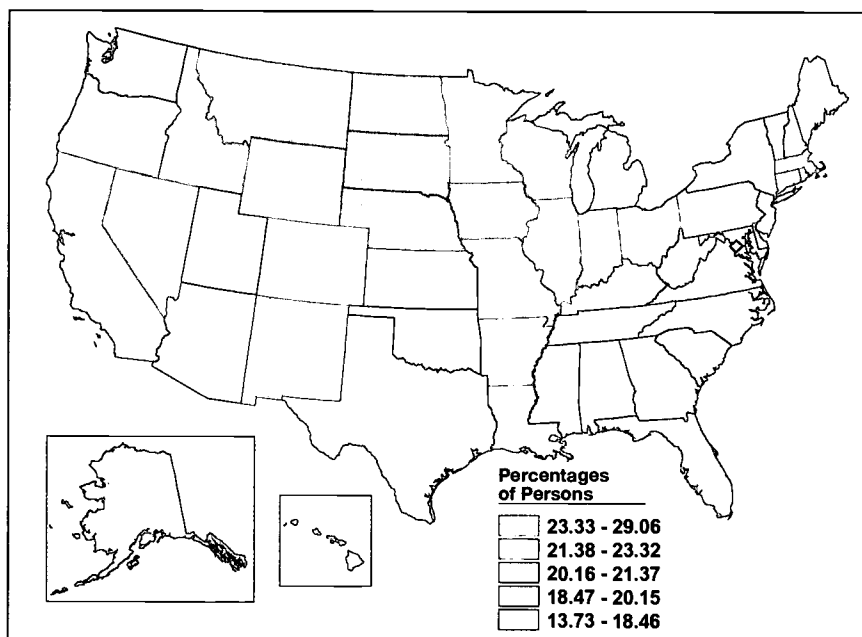 Percentages
of Persons
23.33 - 29.06
21.38 - 23.32
20.16 - 21.37
18.47 - 20.15
13.73 - 18.46